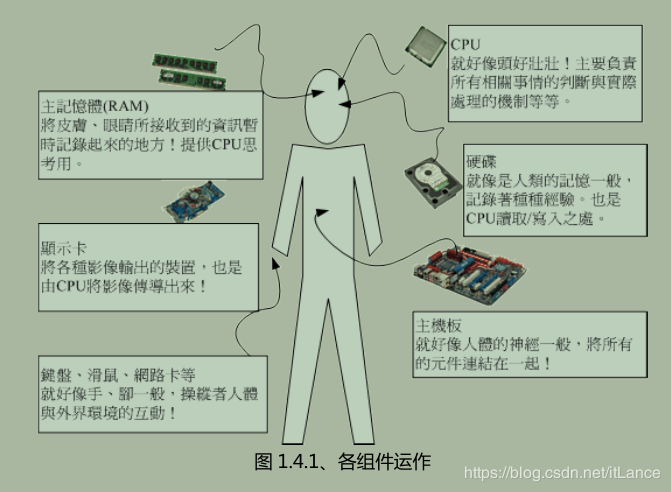 CPU
就好像頭好壯壯！主要負責
所有相關事情的判斷與實際
處理的機制等等。
主記憶體(RAM)
將皮膚、眼睛所接收到的資訊暫
時記錄起來的地方！提供CPU思
考用。
硬碟
就像是人類的記憶一般，
記錄著種種經驗。也是
CPU讀取/寫入之處。
顯示卡
將各種影像輸出的裝置，也是
由CPU將影像傳導出來！
主機板
就好像人體的神經一般，將所有
的元件連結在一起！
鍵盤、滑鼠、網路卡等
就好像手、腳一般，操縱者人體
與外界環境的互動！
图 1.4.1、各组件运作
https://blog.csdn.net/itLance